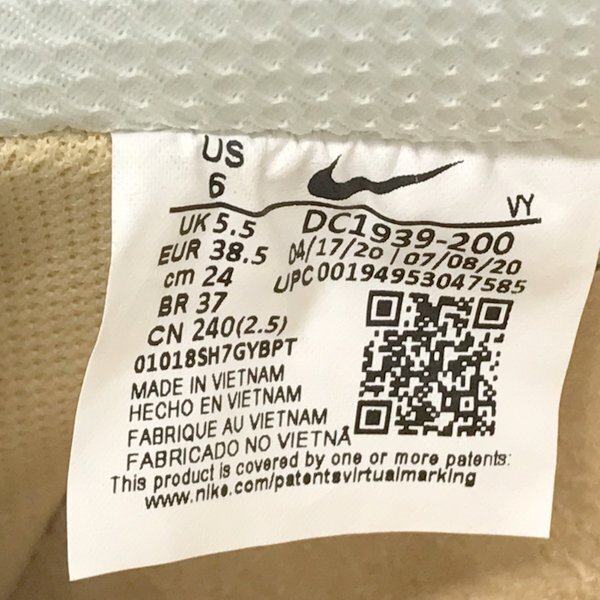 US
6
VY
UK 5.5
EUR 38.5
cm 24
BR 37
CN 240(2.5)
DC1939-200
04/17/20 | 07/08/20
UPC 00194953047585
01018SH7GYBPT
MADE IN VIETNAM
HECHO EN VIETNAM
FABRIQUE AU VIETNAM
FABRICADO NO VIETNÃ
This product is covered by one or more patents:
www.nike.com/patentsvirtualmarking